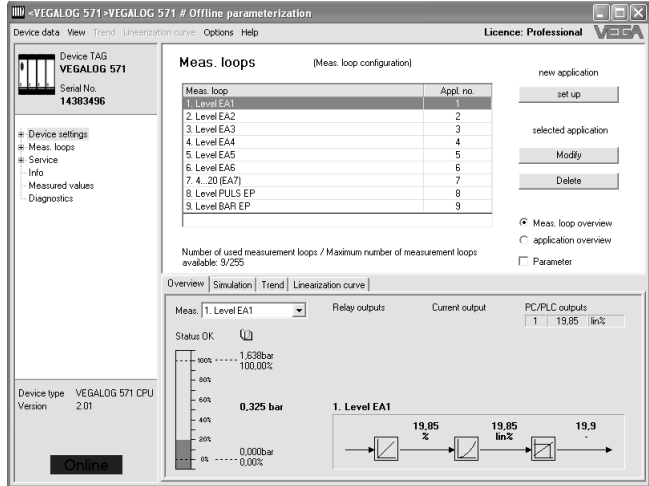 <VEGALOG 571 >VEGALOG 571 # Offline parameterization
Device data View Trend Linearization curve Options Help Licence: Professional VEGA
Device TAG
VEGALOG 571
Serial No.
14383496
Device settings
Meas. loops
Service
Info
Measured values
Diagnostics
Device type VEGALOG 571 CPU
Version 2.01
Online
Meas. loops (Meas. loop configuration)
Meas. loop Appl. no.
1. Level EA1 1
2. Level EA2 2
3. Level EA3 3
4. Level EA4 4
5. Level EA5 5
6. Level EA6 6
7. 4...20 (EA7) 7
8. Level PULS EP 8
9. Level BAR EP 9
Number of used measurement loops / Maximum number of measurement loops
available: 9/255
new application
set up
selected application
Modify
Delete
Meas. loop overview
application overview
Parameter
Overview Simulation Trend Linearization curve
Meas. 1. Level EA1 Relay outputs Current output PC/PLC outputs
1 19,85 lin%
Status OK
100% 1,638bar
100,00%
80%
60%
0,325 bar
40%
20%
0% 0,000bar
0,00%
1. Level EA1
19,85 19,85 19,9
% lin% -